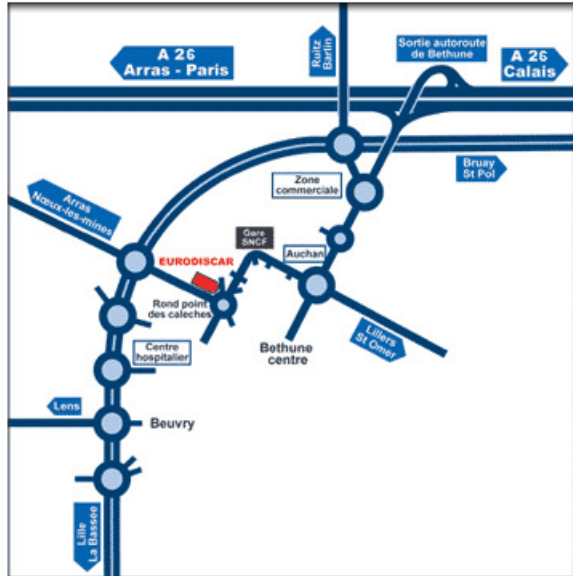 A 26
Arras - Paris
Ruitz
Barlin
Sortie autoroute
de Bethune
A 26
Calais
Bruay
St Pol
Zone
commerciale
Arras
Nœux-les-mines
Gare
SNCF
EURODISCAR
Auchan
Rond point
des caleches
Lillers
St Omer
Bethune
centre
Centre
hospitalier
Lens
Beuvry
Lille
La Bassee